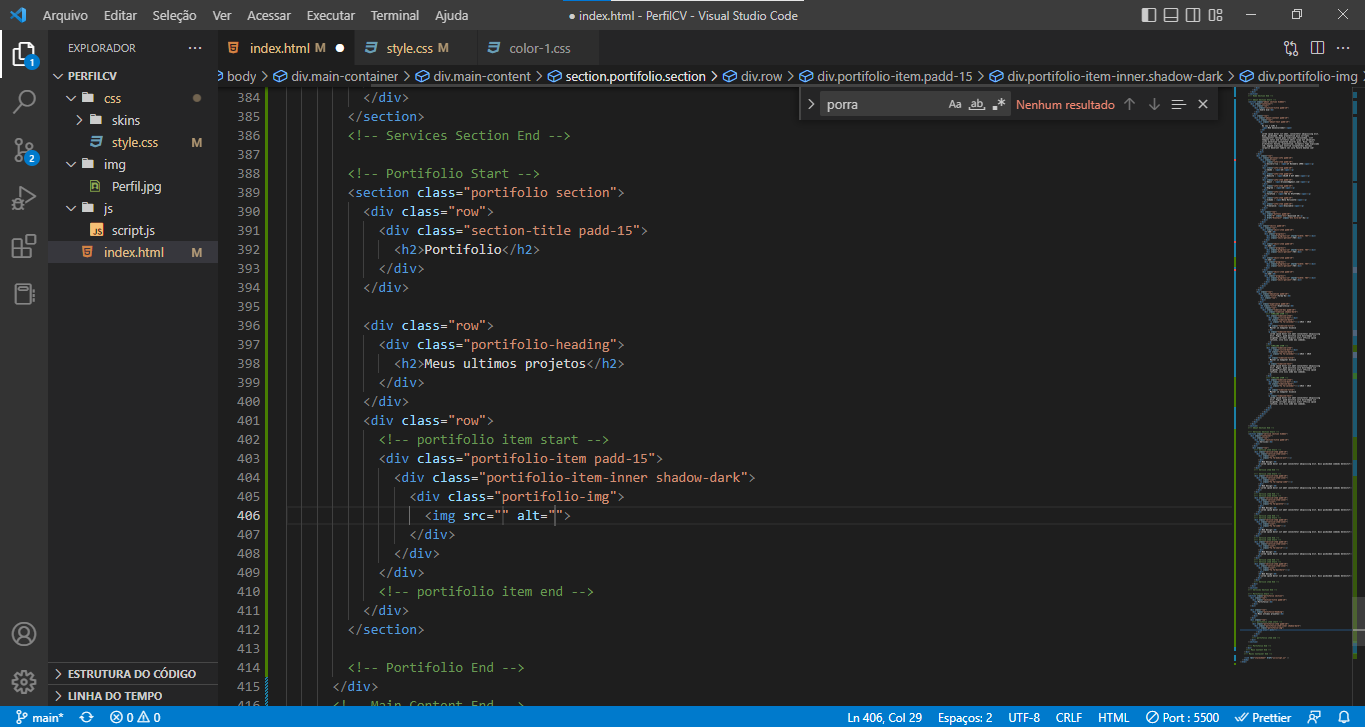 Arquivo Editar Seleção Ver Acessar Executar Terminal Ajuda
● index.html - PerfilCV - Visual Studio Code
EXPLORADOR ···
index.html M ●
style.css M
color-1.css
PERFILCV
css
skins
style.css M
img
Perfil.jpg
js
script.js
index.html M
1
2
ESTRUTURA DO CÓDIGO
LINHA DO TEMPO
body > div.main-container > div.main-content > section.portifolio.section > div.row > div.portifolio-item.padd-15 > div.portifolio-item-inner.shadow-dark > div.portifolio-img >
porra Aa ab .* Nenhum resultado
384 </div>
385 </section>
386 <!-- Services Section End -->
387
388 <!-- Portifolio Start -->
389 <section class="portifolio section">
390 <div class="row">
391 <div class="section-title padd-15">
392 <h2>Portifolio</h2>
393 </div>
394 </div>
395
396 <div class="row">
397 <div class="portifolio-heading">
398 <h2>Meus ultimos projetos</h2>
399 </div>
400 </div>
401 <div class="row">
402 <!-- portifolio item start -->
403 <div class="portifolio-item padd-15">
404 <div class="portifolio-item-inner shadow-dark">
405 <div class="portifolio-img">
406 <img src="" alt="">
407 </div>
408 </div>
409 </div>
410 <!-- portifolio item end -->
411 </div>
412 </section>
413
414 <!-- Portifolio End -->
415 </div>
416 <!-- Main Content End -->
main* 0 0
Ln 406, Col 29 Espaços: 2 UTF-8 CRLF HTML Port : 5500 Prettier